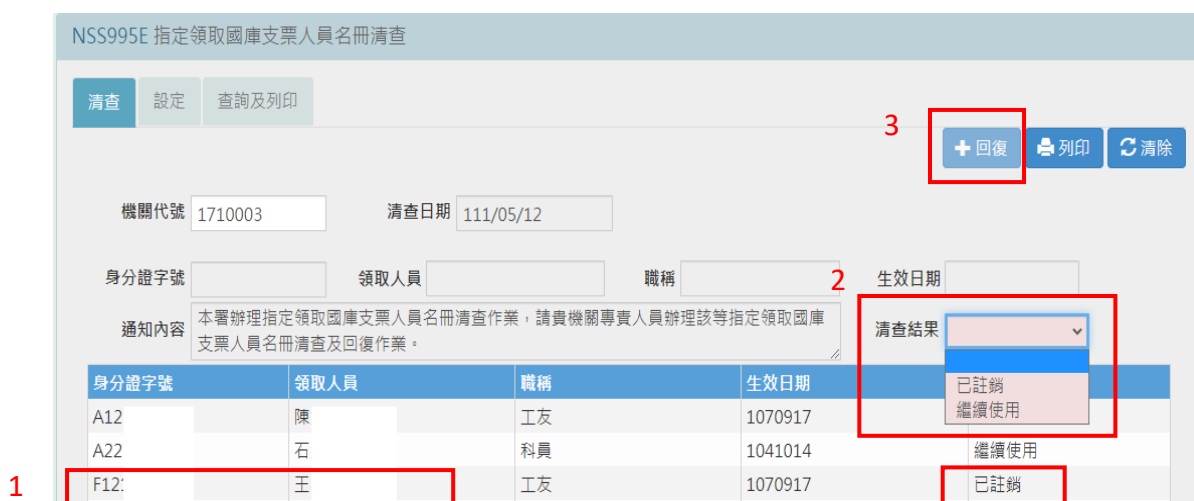 NSS995E 指定領取國庫支票人員名冊清查
清查 設定 查詢及列印
3
回復 列印 清除
機關代號 1710003 清查日期 111/05/12
身分證字號 領取人員 職稱 2 生效日期
通知內容 本署辦理指定領取國庫支票人員名冊清查作業，請貴機關專責人員辦理該等指定領取國庫
支票人員名冊清查及回復作業。
清查結果
身分證字號 領取人員 職稱 生效日期
已註銷
繼續使用
A12 陳 工友 1070917
A22 石 科員 1041014 繼續使用
1 F121 王 工友 1070917 已註銷